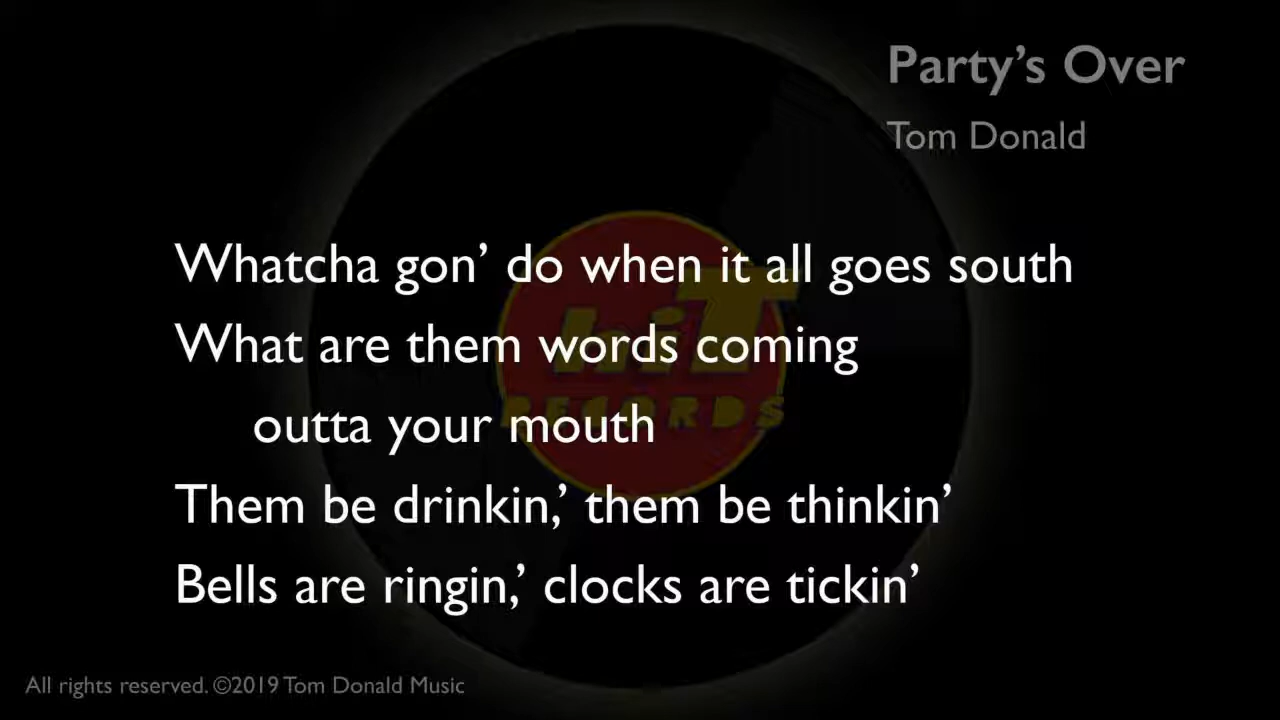 Party’s Over
Tom Donald
Whatcha gon’ do when it all goes south
What are them words coming
outta your mouth
Them be drinkin,’ them be thinkin’
Bells are ringin,’ clocks are tickin’
hiT
RECORDS
All rights reserved. ©2019 Tom Donald Music